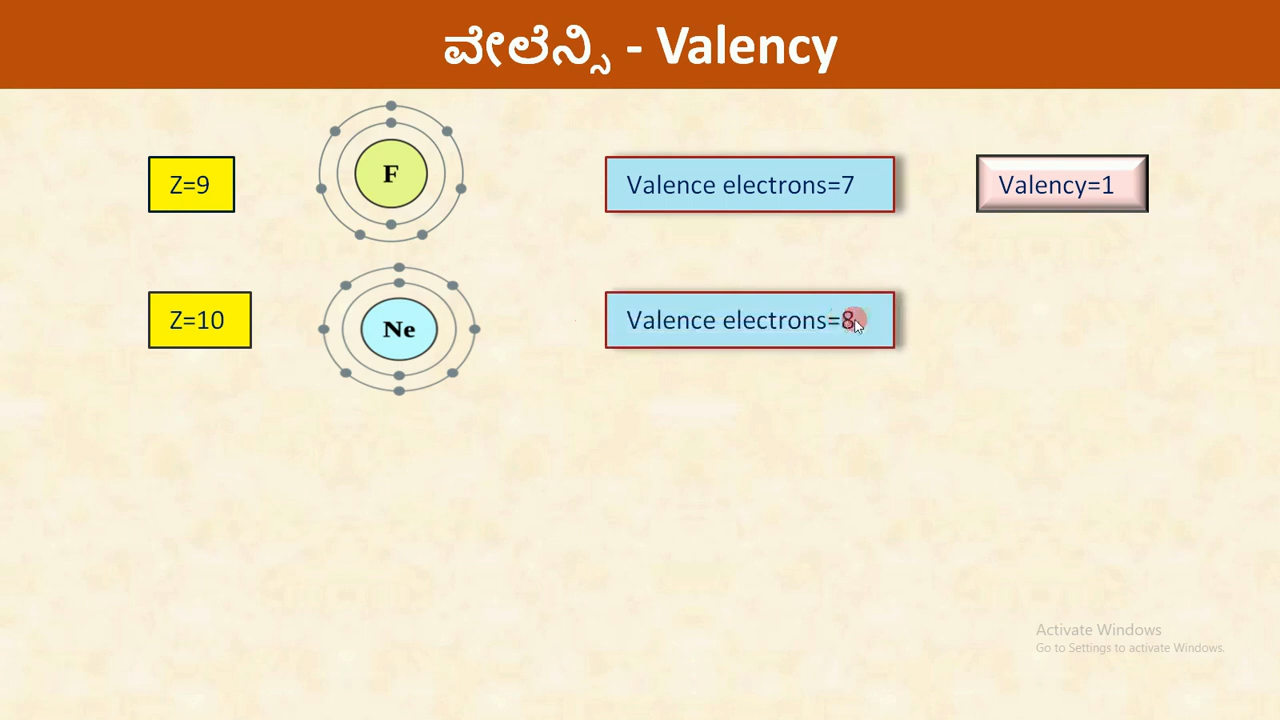 ವೇಲೆನ್ಸಿ - Valency
Z=9
F
Valence electrons=7
Valency=1
Z=10
Ne
Valence electrons=8
Activate Windows
Go to Settings to activate Windows.